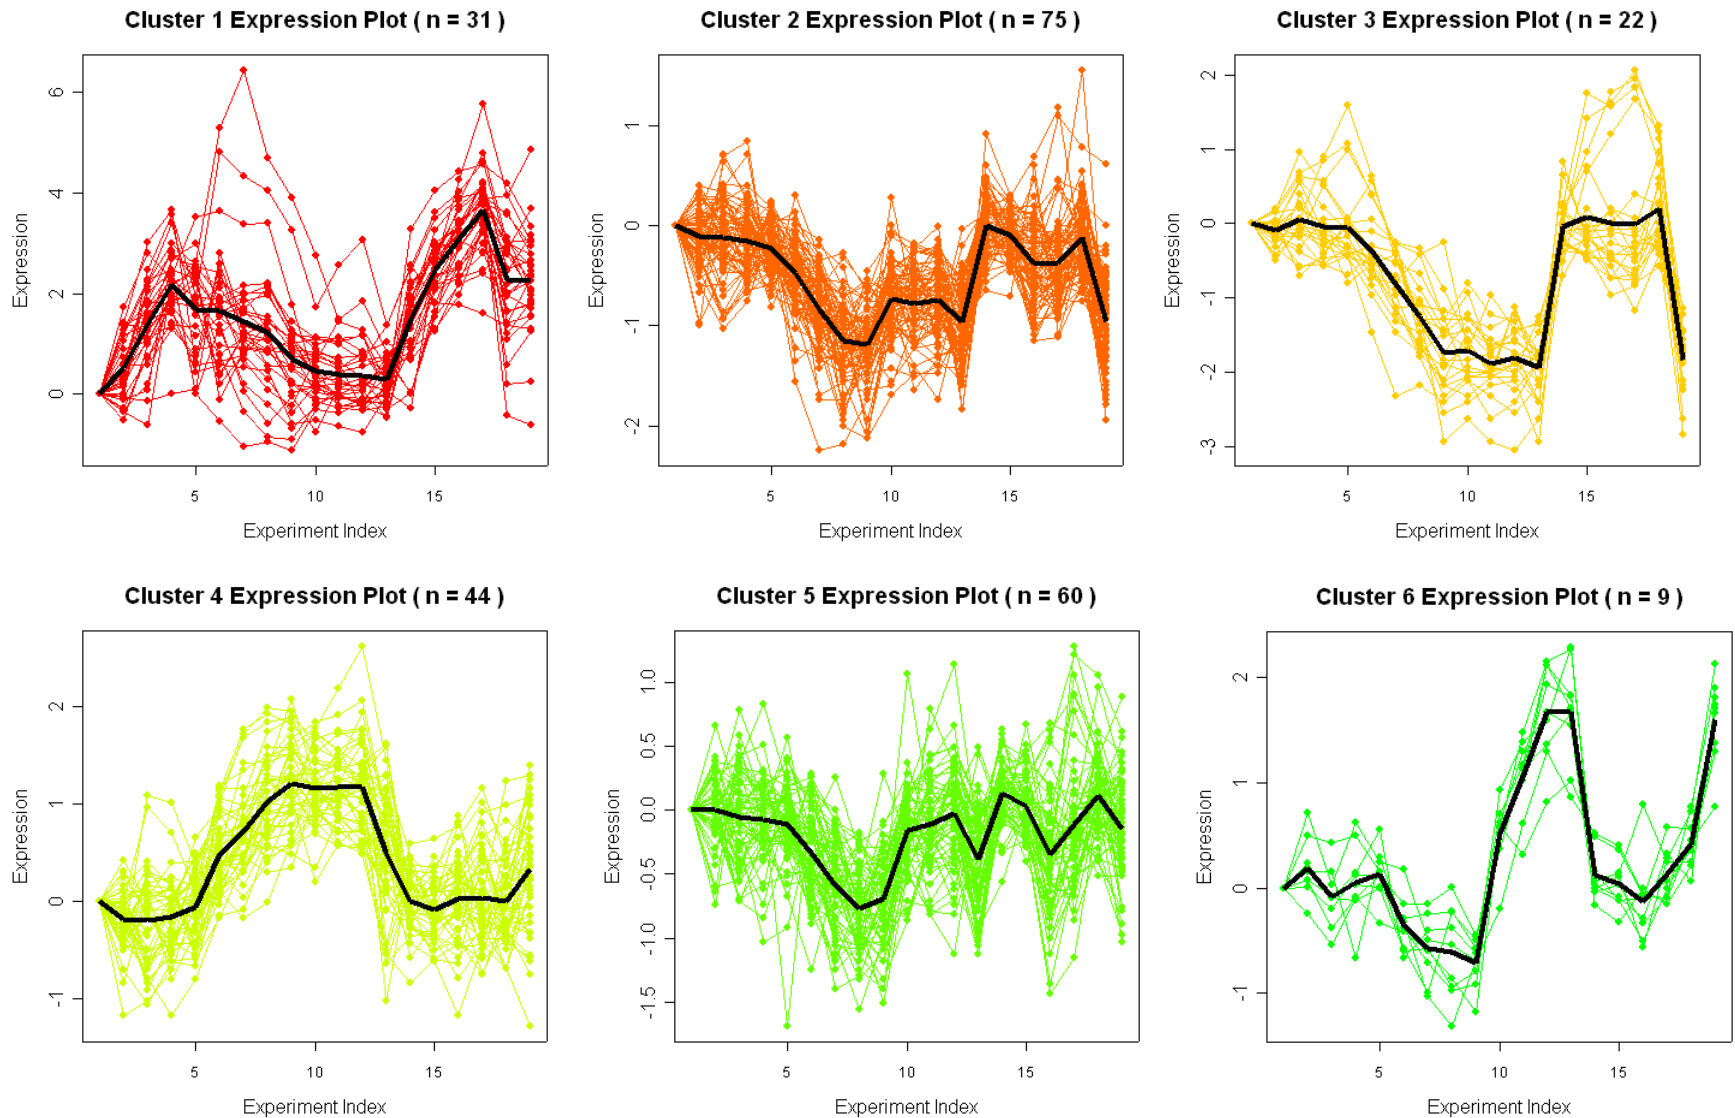 Cluster 1 Expression Plot ( n = 31 )
Cluster 2 Expression Plot ( n = 75 )
Cluster 3 Expression Plot ( n = 22 )
Expression
6
4
2
0
5
10
15
Experiment Index
Expression
1
0
-1
-2
5
10
15
Experiment Index
Expression
2
1
0
-1
-2
-3
5
10
15
Experiment Index
Cluster 4 Expression Plot ( n = 44 )
Cluster 5 Expression Plot ( n = 60 )
Cluster 6 Expression Plot ( n = 9 )
Expression
2
1
0
-1
5
10
15
Experiment Index
Expression
1.0
0.5
0.0
-0.5
-1.0
-1.5
5
10
15
Experiment Index
Expression
2
1
0
-1
5
10
15
Experiment Index